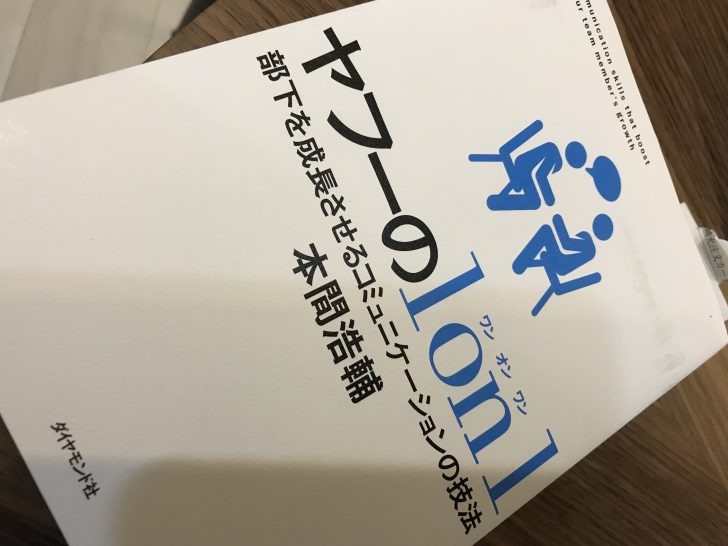 munication skills that boost
ur team member's growth
ヤフーの1on1
ワン オン ワン
部下を成長させるコミュニケーションの技法
本間浩輔
ダイヤモンド社